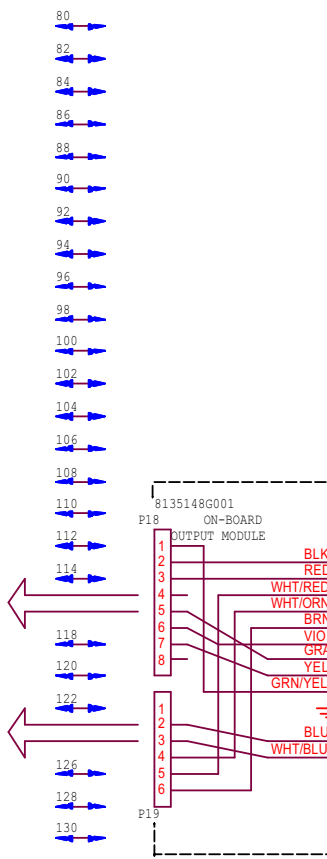 80
82
84
86
88
90
92
94
96
98
100
102
104
106
108
110
112
114
118
120
122
126
128
130
8135148G001
P18 ON-BOARD
OUTPUT MODULE
1
2
3
4
5
6
7
8
BLK
RED
WHT/RED
WHT/ORN
BRN
VIO
GRA
YEL
GRN/YEL
1
2
3
4
5
6
BLU
WHT/BLU
P19